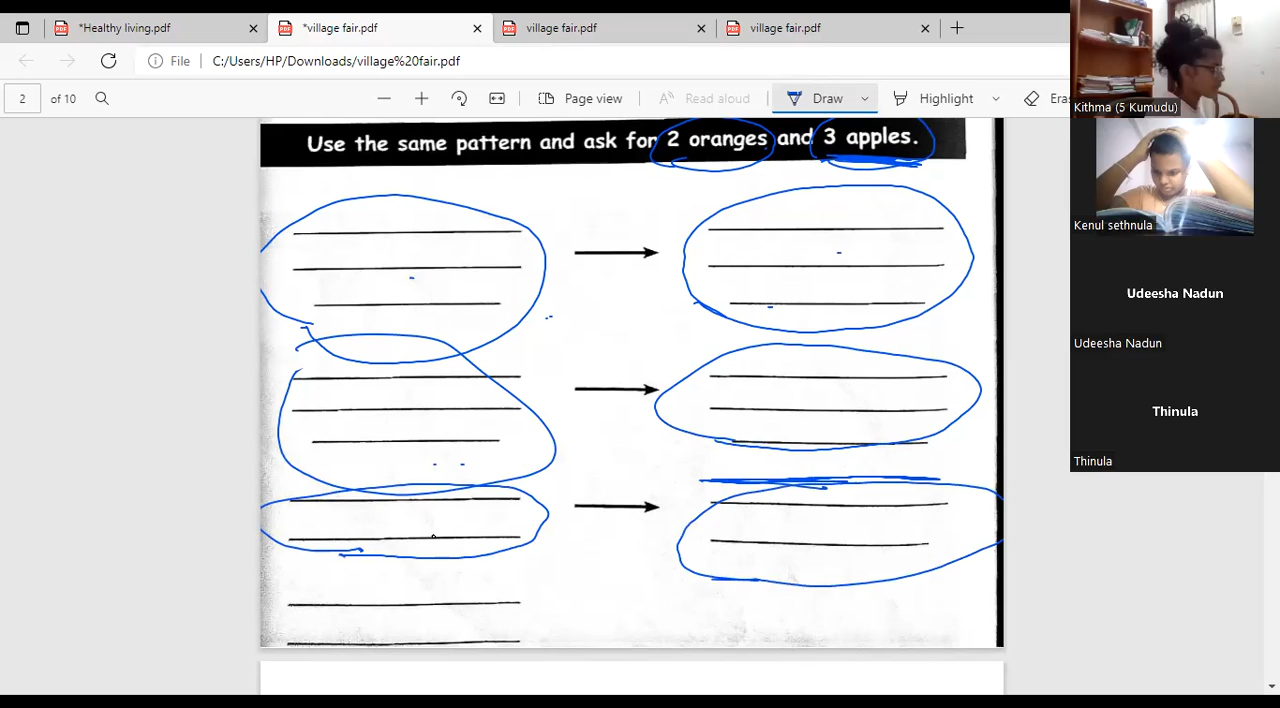 *Healthy living.pdf
*village fair.pdf
village fair.pdf
village fair.pdf
File
C:/Users/HP/Downloads/village%20fair.pdf
2
of 10
Page view
Read aloud
Draw
Highlight
Eras
Use the same pattern and ask for 2 oranges and 3 apples.
Kithma (5 Kumudu)
Kenul sethnula
Udeesha Nadun
Udeesha Nadun
Thinula
Thinula